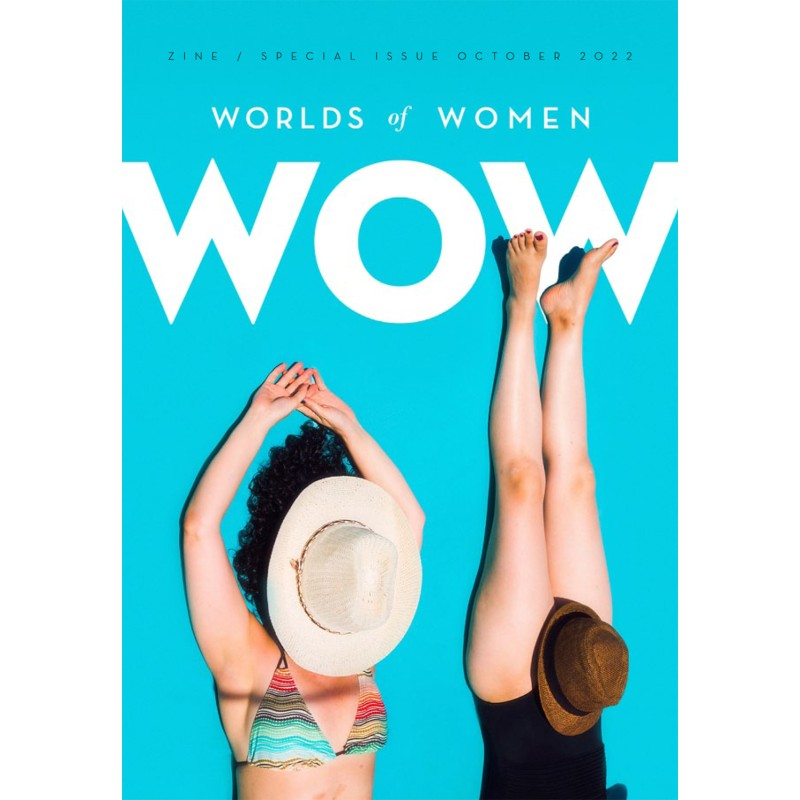 ZINE / SPECIAL ISSUE OCTOBER 2022
WORLDS of WOMEN
WOW